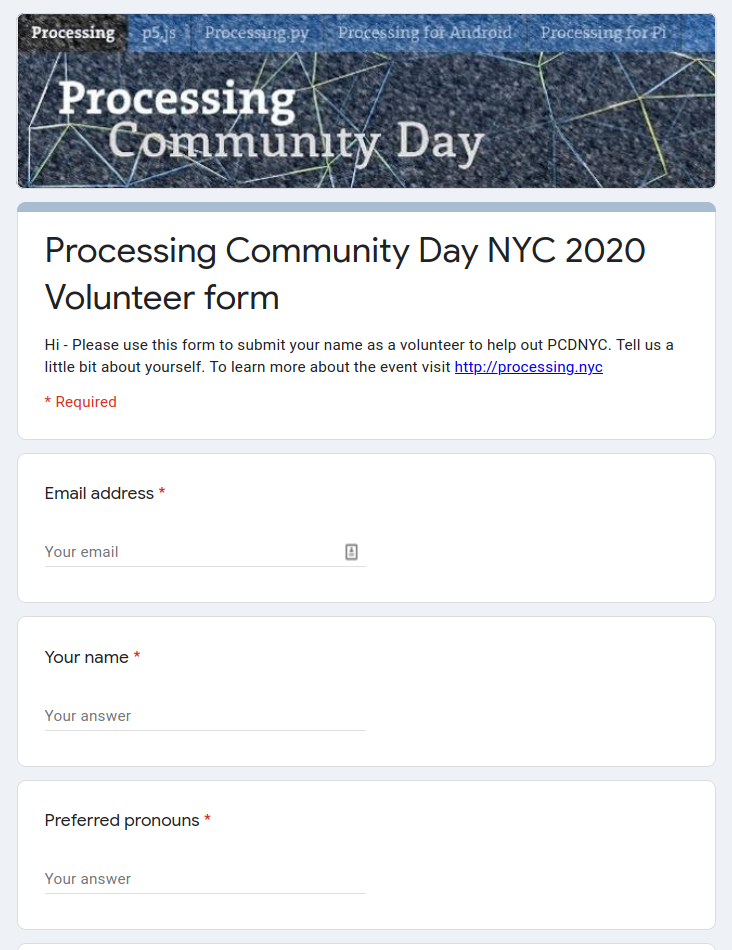 Processing p5.js Processing.py Processing for Android Processing for Pi
Processing
Community Day
Processing Community Day NYC 2020
Volunteer form
Hi - Please use this form to submit your name as a volunteer to help out PCDNYC. Tell us a
little bit about yourself. To learn more about the event visit http://processing.nyc
* Required
Email address *
Your email
Your name *
Your answer
Preferred pronouns *
Your answer